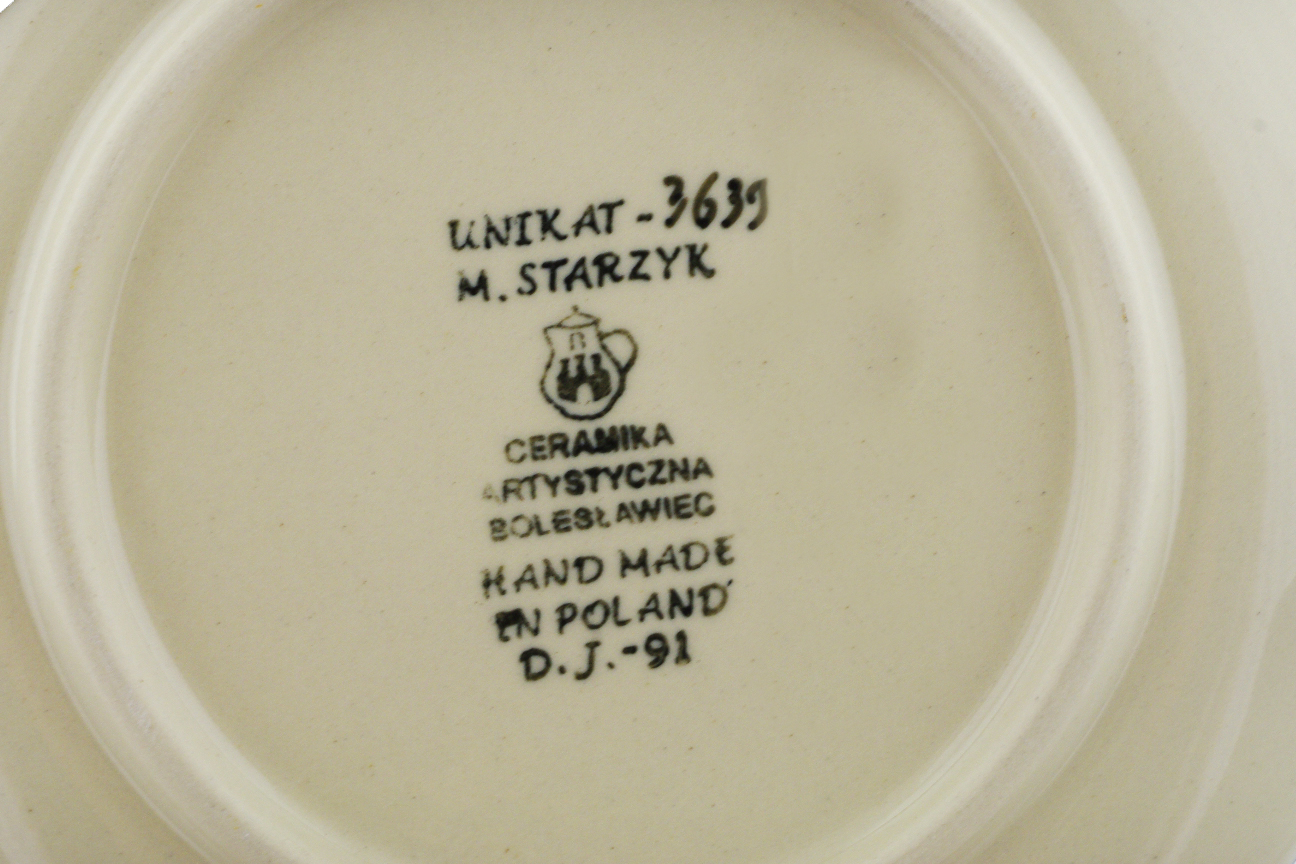 UNIKAT - 3639
M. STARZYK
CERAMIKA
ARTYSTYCZNA
BOLESŁAWIEC
HAND MADE
IN POLAND
D.J.-91